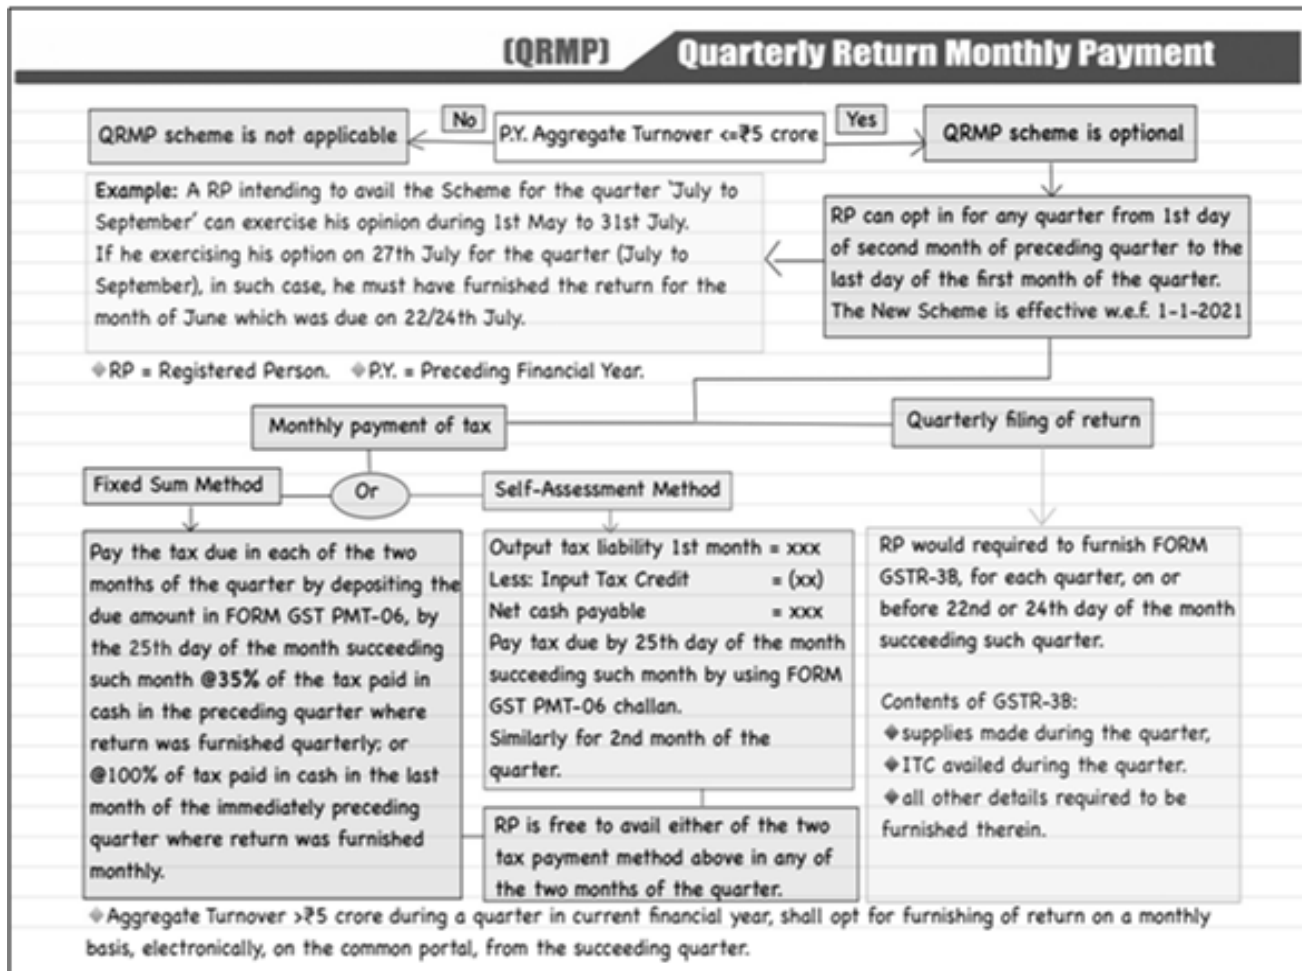 (QRMP) Quarterly Return Monthly Payment
QRMP scheme is not applicable
No
P.Y. Aggregate Turnover <=₹5 crore
Yes
QRMP scheme is optional
Example: A RP intending to avail the Scheme for the quarter 'July to
September' can exercise his opinion during 1st May to 31st July.
If he exercising his option on 27th July for the quarter (July to
September), in such case, he must have furnished the return for the
month of June which was due on 22/24th July.
RP can opt in for any quarter from 1st day
of second month of preceding quarter to the
last day of the first month of the quarter.
The New Scheme is effective w.e.f. 1-1-2021
◆RP = Registered Person. ◆P.Y. = Preceding Financial Year.
Monthly payment of tax
Quarterly filing of return
Fixed Sum Method
Or
Self-Assessment Method
Pay the tax due in each of the two
months of the quarter by depositing the
due amount in FORM GST PMT-06, by
the 25th day of the month succeeding
such month @35% of the tax paid in
cash in the preceding quarter where
return was furnished quarterly; or
@100% of tax paid in cash in the last
month of the immediately preceding
quarter where return was furnished
monthly.
Output tax liability 1st month = xxx
Less: Input Tax Credit = (xx)
Net cash payable = xxx
Pay tax due by 25th day of the month
succeeding such month by using FORM
GST PMT-06 challan.
Similarly for 2nd month of the
quarter.
RP is free to avail either of the two
tax payment method above in any of
the two months of the quarter.
RP would required to furnish FORM
GSTR-3B, for each quarter, on or
before 22nd or 24th day of the month
succeeding such quarter.
Contents of GSTR-3B:
◆supplies made during the quarter,
◆ITC availed during the quarter.
◆all other details required to be
furnished therein.
◆Aggregate Turnover >₹5 crore during a quarter in current financial year, shall opt for furnishing of return on a monthly
basis, electronically, on the common portal, from the succeeding quarter.